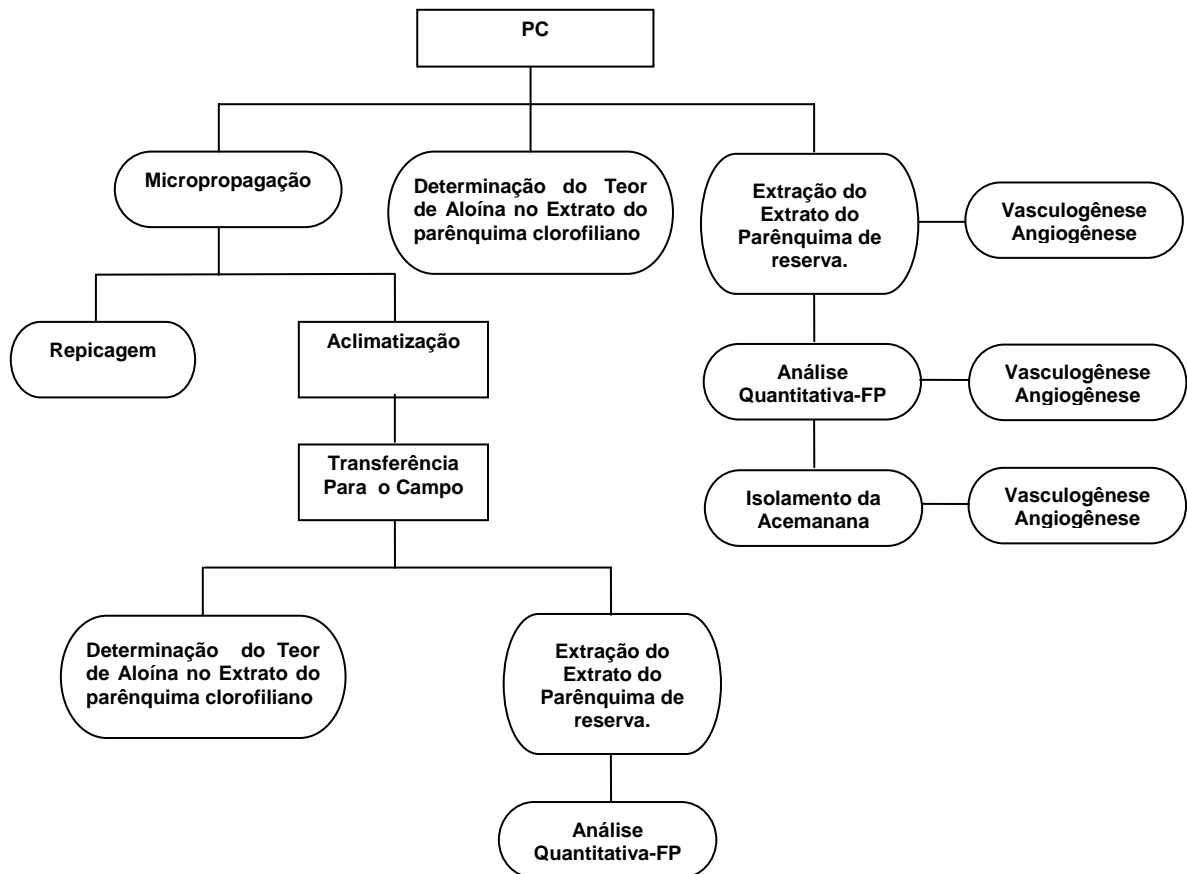 PC
Micropropagação
Determinação do Teor
de Aloína no Extrato do
parênquima clorofiliano
Extração do
Extrato do
Parênquima de
reserva.
Vasculogênese
Angiogênese
Repicagem
Aclimatização
Análise
Quantitativa-FP
Vasculogênese
Angiogênese
Transferência
Para o Campo
Isolamento da
Acemanana
Vasculogênese
Angiogênese
Determinação do Teor
de Aloína no Extrato do
parênquima clorofiliano
Extração do
Extrato do
Parênquima de
reserva.
Análise
Quantitativa-FP